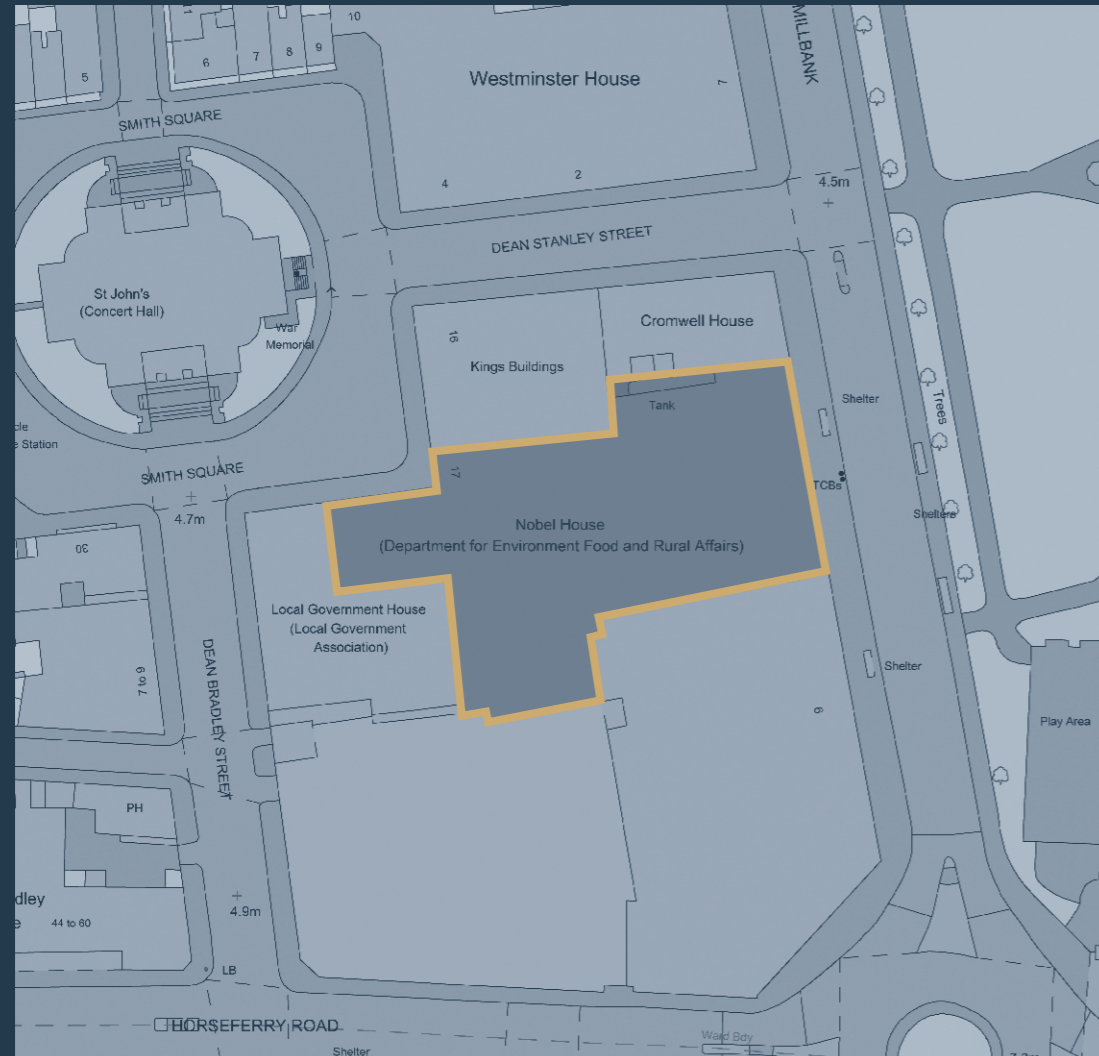 10
MILLBANK
5
6
7
8
9
Westminster House
7
SMITH SQUARE
4
2
4.5m
DEAN STANLEY STREET
St John's
(Concert Hall)
War
Memorial
16
Kings Buildings
Cromwell House
Tank
Shelter
Trees
Station
SMITH SQUARE
17
4.7m
TCBs
Shelters
Nobel House
(Department for Environment Food and Rural Affairs)
30
Local Government House
(Local Government
Association)
DEAN BRADLEY STREET
Shelter
6
Play Area
PH
44 to 60
4.9m
LB
HORSEFERRY ROAD
Ward Bdy
Shelter